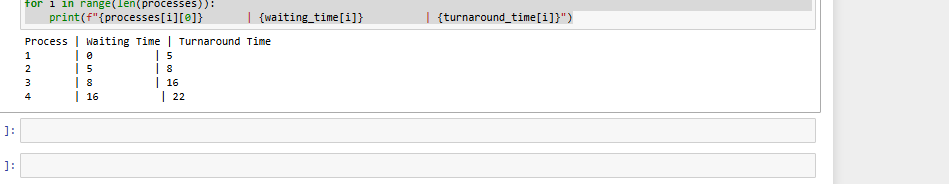 for i in range(len(processes)):
    print(f"{processes[i][0]}       | {waiting_time[i]}          | {turnaround_time[i]}")
Process | Waiting Time | Turnaround Time
1       | 0          | 5
2       | 5          | 8
3       | 8          | 16
4       | 16          | 22
]:
]: